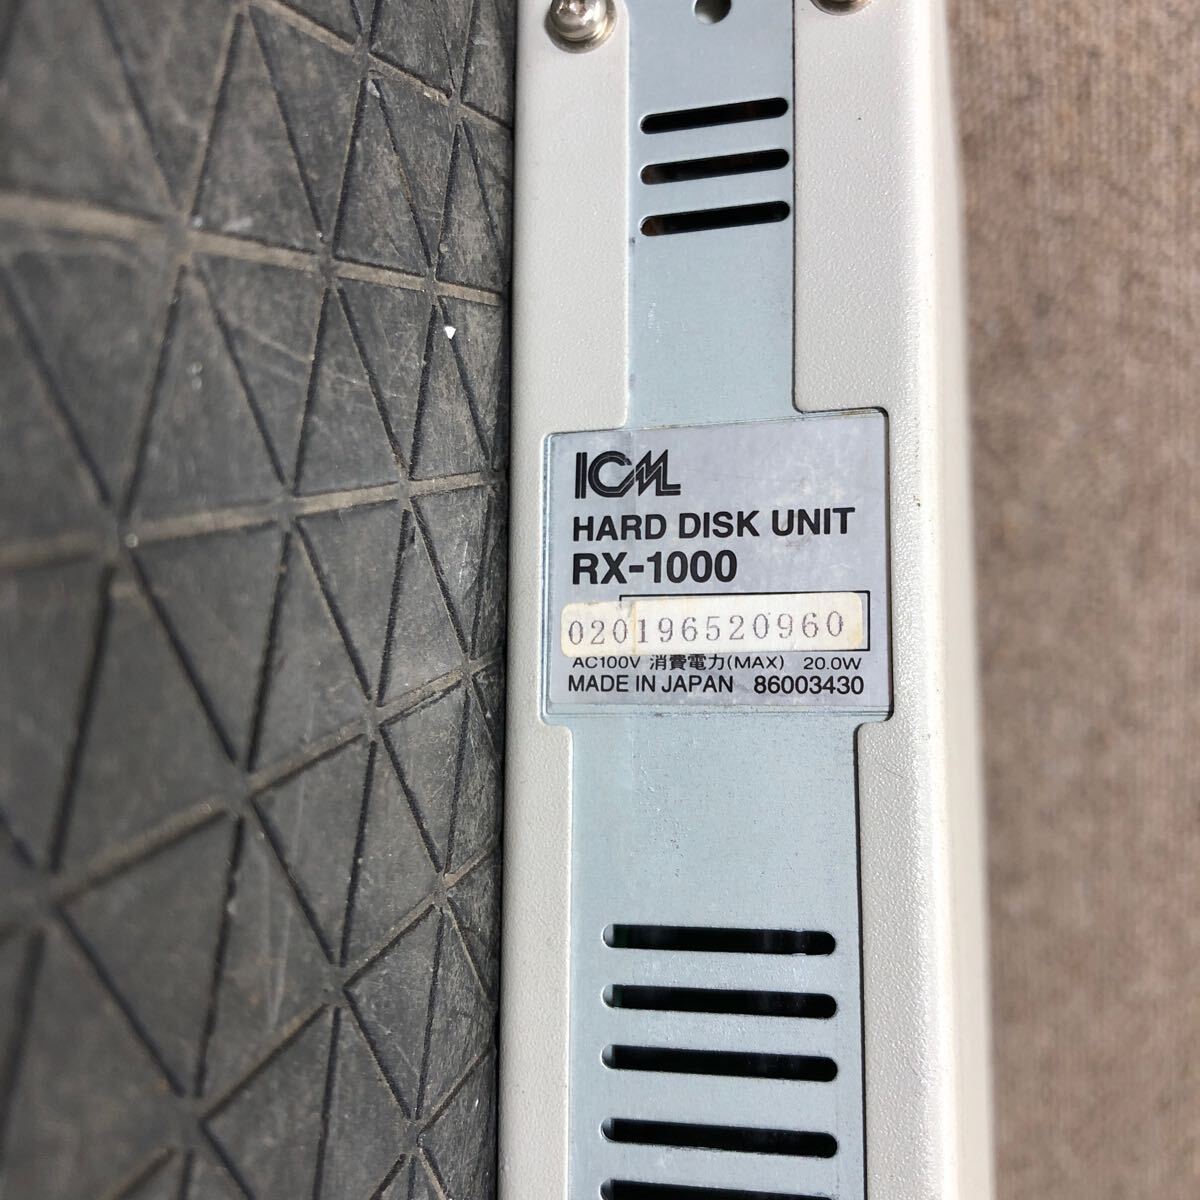 ICM
HARD DISK UNIT
RX-1000
020196520960
AC100V 消費電力(MAX) 20.0W
MADE IN JAPAN 86003430